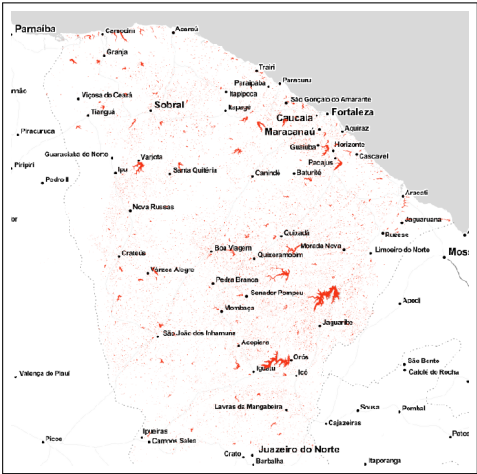 Parnaíba
Camocim
Acaraú
Granja
Trairi
Paraipaba
Paracuru
Viçosa do Ceará
Itapipoca
São Gonçalo do Amarante
Sobral
Tianguá
Itapagé
Caucaia
Fortaleza
Piracuruca
Maracanaú
Aquiraz
Guaiuba
Horizonte
Guaraciaba do Norte
Varjota
Pacajus
Cascavel
Piripiri
Ipu
Santa Quitéria
Canindé
Baturité
Pedro II
Aracati
Nova Russas
Jaguaruana
or
Quixadá
Russas
Crateús
Boa Viagem
Morada Nova
Quixeramobim
Limoeiro do Norte
Moss
Várzea Alegre
Pedra Branca
Senador Pompeu
Apodi
Mombaça
Jaguaribe
São João dos Inhamuns
Acopiara
Orós
São Bento
Iguatu
Icó
Catolé do Rocha
Valença do Piauí
Lavras da Mangabeira
Sousa
Pombal
Cajazeiras
Ipueiras
Picos
Campos Sales
Patos
Juazeiro do Norte
Crato
Barbalha
Itaporanga